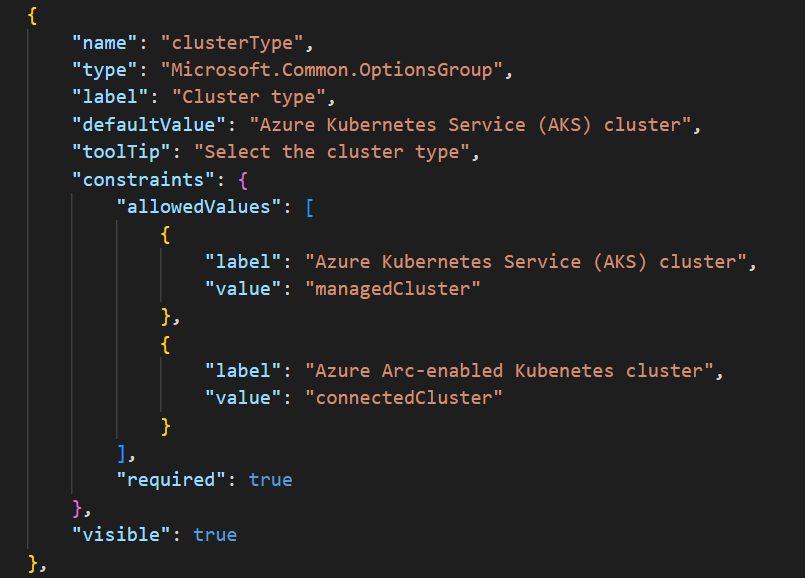 {
"name": "clusterType",
"type": "Microsoft.Common.OptionsGroup",
"label": "Cluster type",
"defaultValue": "Azure Kubernetes Service (AKS) cluster",
"toolTip": "Select the cluster type",
"constraints": {
"allowedValues": [
{
"label": "Azure Kubernetes Service (AKS) cluster",
"value": "managedCluster"
},
{
"label": "Azure Arc-enabled Kubenetes cluster",
"value": "connectedCluster"
}
],
"required": true
},
"visible": true
},